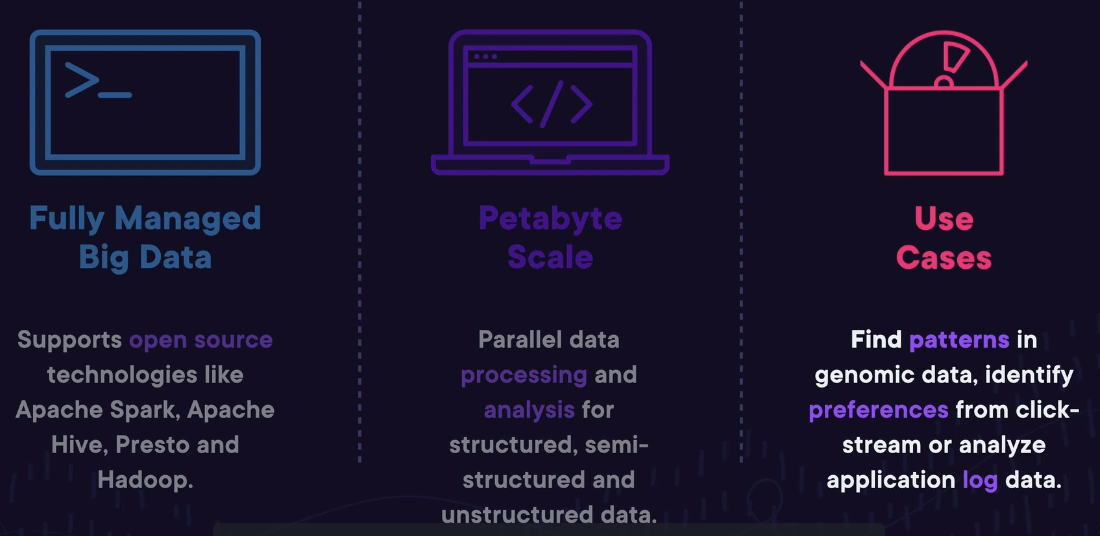 Fully Managed
Big Data
Supports open source
technologies like
Apache Spark, Apache
Hive, Presto and
Hadoop.
Petabyte
Scale
Parallel data
processing and
analysis for
structured, semi-
structured and
unstructured data.
Use
Cases
Find patterns in
genomic data, identify
preferences from click-
stream or analyze
application log data.